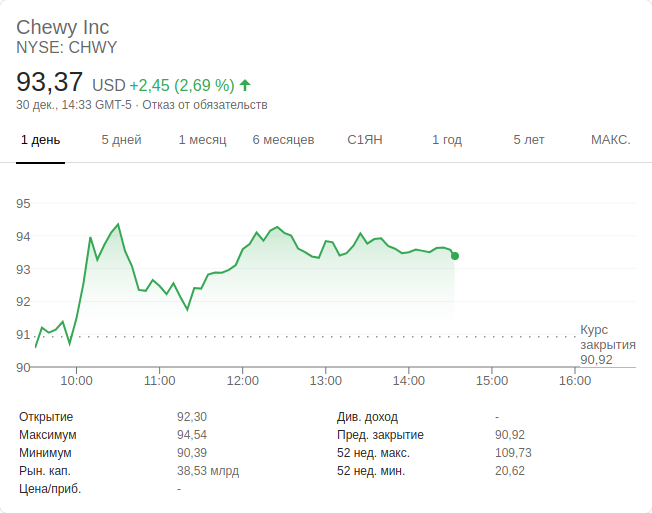 Chewy Inc
NYSE: CHWY
93,37 USD +2,45 (2,69 %)
30 дек., 14:33 GMT-5 · Отказ от обязательств
1 день 5 дней 1 месяц 6 месяцев С1ЯН 1 год 5 лет МАКС.
95
94
93
92
91
90
Курс
закрытия
90,92
10:00 11:00 12:00 13:00 14:00 15:00 16:00
Открытие 92,30 Див. доход -
Максимум 94,54 Пред. закрытие 90,92
Минимум 90,39 52 нед. макс. 109,73
Рын. кап. 38,53 млрд 52 нед. мин. 20,62
Цена/приб. -